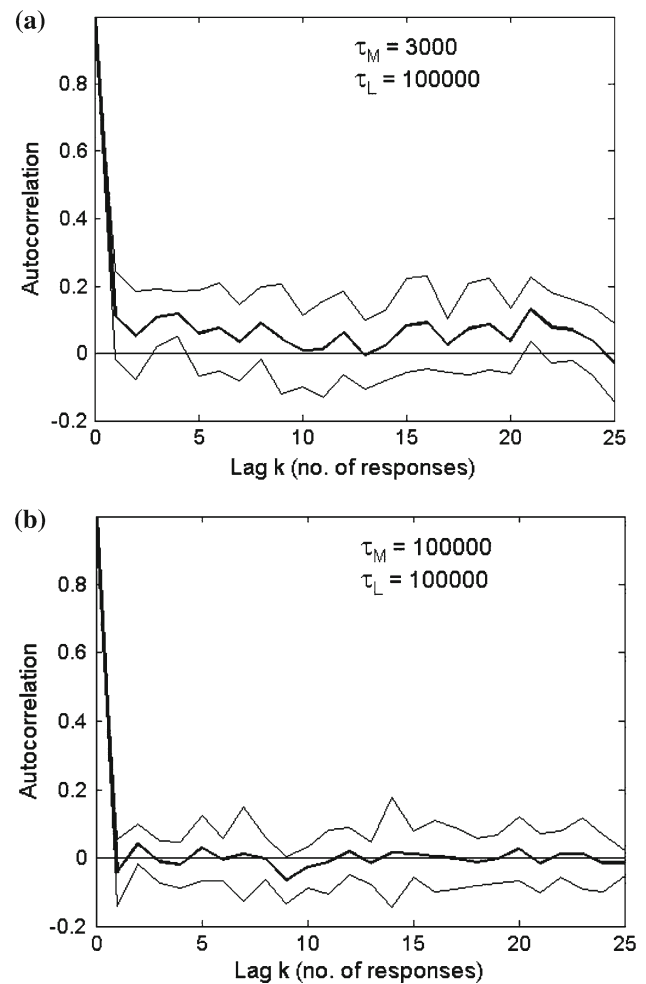 (a)
τM = 3000
τL = 100000
0.8
0.6
0.4
0.2
0
-0.2
Autocorrelation
0 5 10 15 20 25
Lag k (no. of responses)
(b)
τM = 100000
τL = 100000
0.8
0.6
0.4
0.2
0
-0.2
Autocorrelation
0 5 10 15 20 25
Lag k (no. of responses)